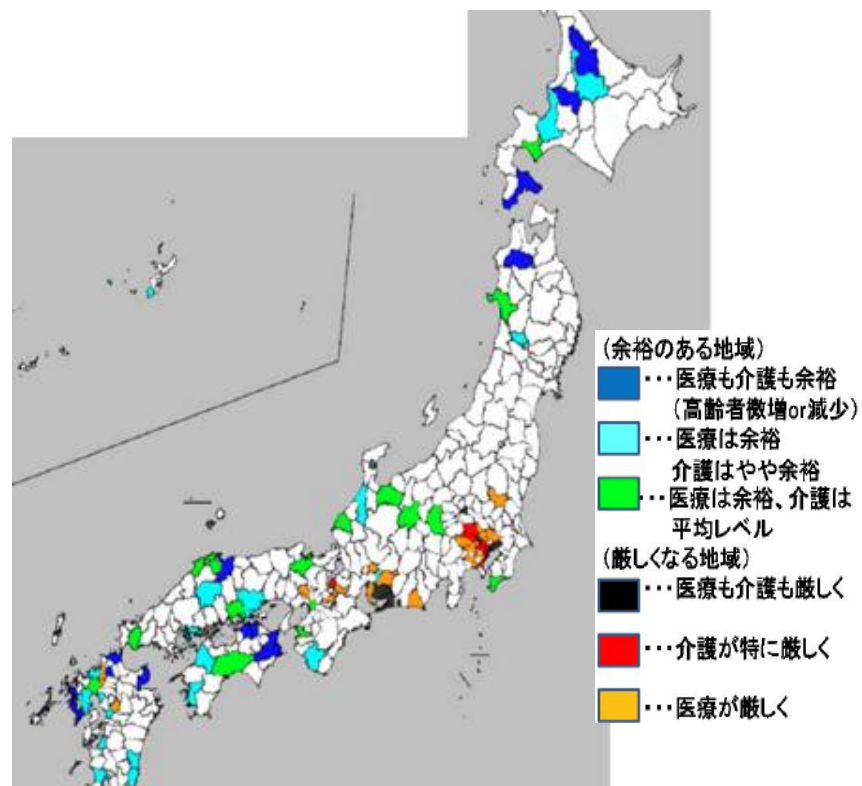 (余裕のある地域)
・・・医療も介護も余裕
(高齢者微増or減少)
・・・医療は余裕
介護はやや余裕
・・・医療は余裕、介護は
平均レベル
(厳しくなる地域)
・・・医療も介護も厳しく
・・・介護が特に厳しく
・・・医療が厳しく